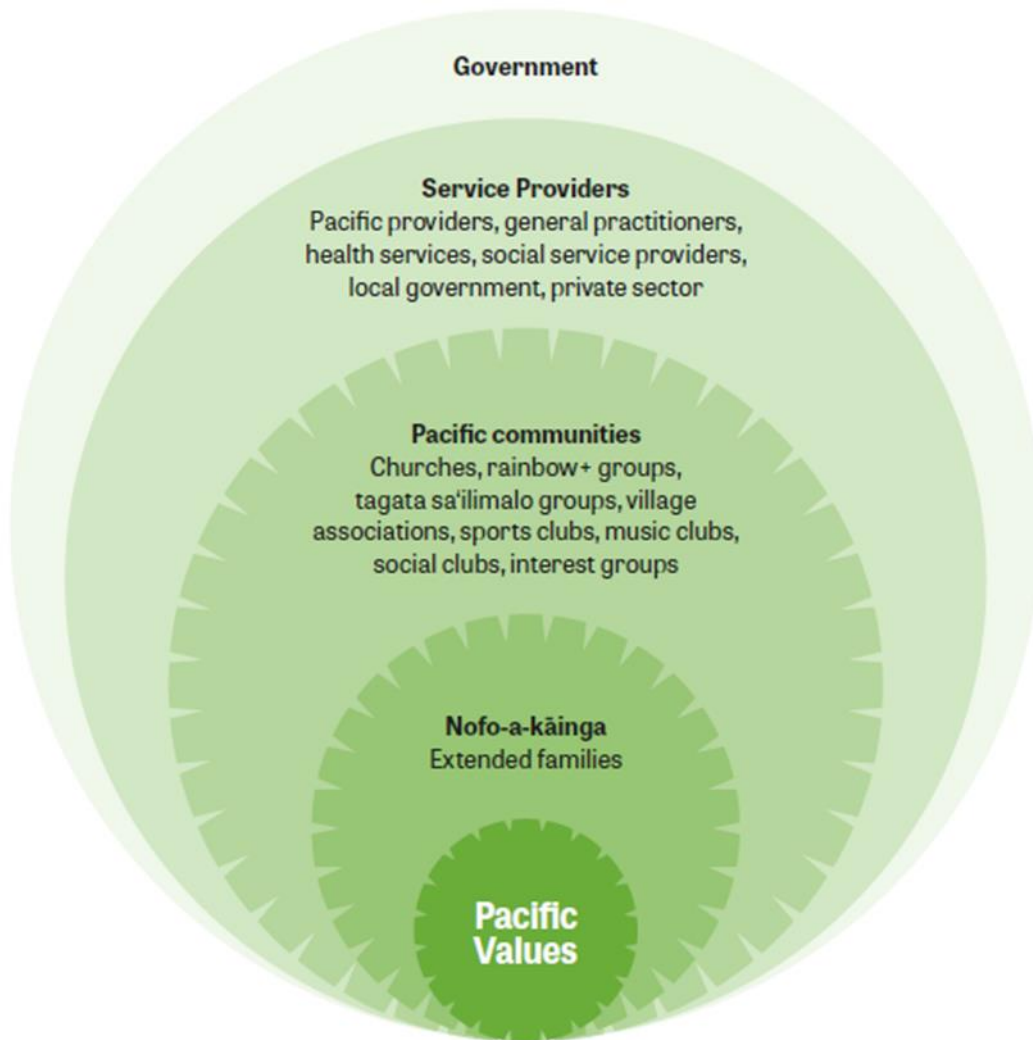 Government
Service Providers
Pacific providers, general practitioners,
health services, social service providers,
local government, private sector
Pacific communities
Churches, rainbow+ groups,
tagata sa‘ilimalo groups, village
associations, sports clubs, music clubs,
social clubs, interest groups
Nofo-a-kāinga
Extended families
Pacific
Values